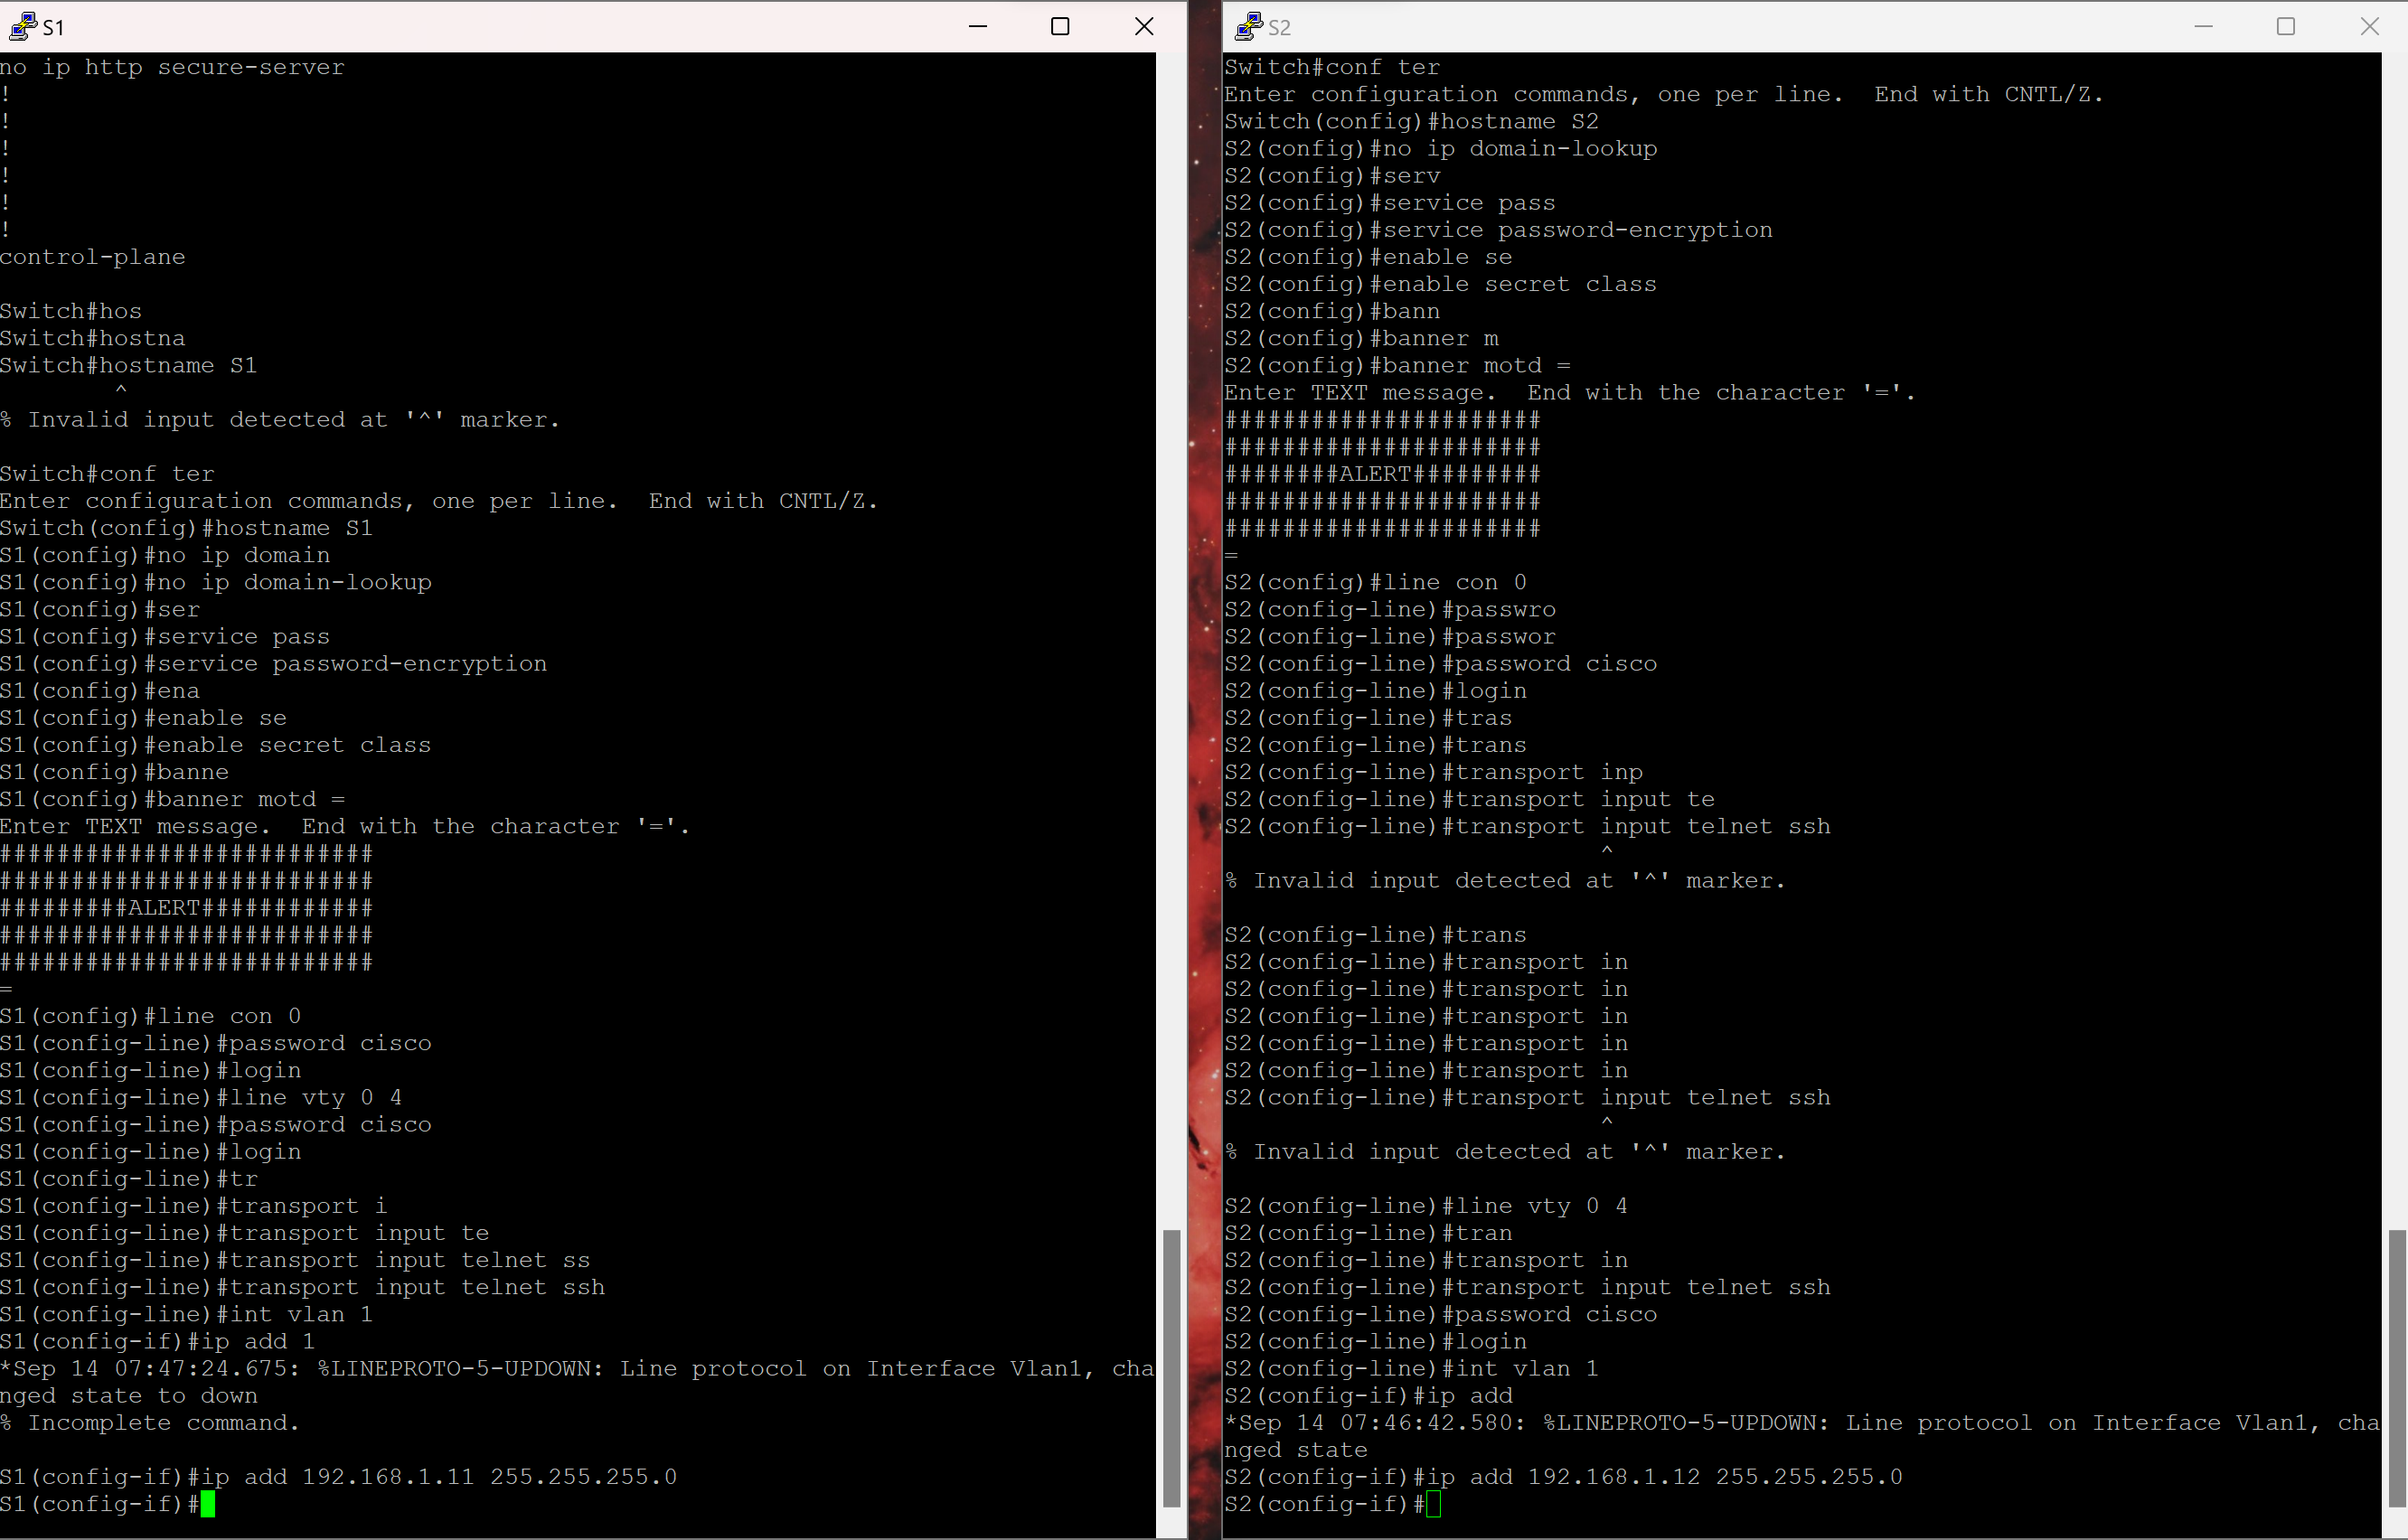 S1
no ip http secure-server
!
!
!
!
!
!
control-plane
Switch#hos
Switch#hostna
Switch#hostname S1
^
% Invalid input detected at '^' marker.
Switch#conf ter
Enter configuration commands, one per line.  End with CNTL/Z.
Switch(config)#hostname S1
S1(config)#no ip domain
S1(config)#no ip domain-lookup
S1(config)#ser
S1(config)#service pass
S1(config)#service password-encryption
S1(config)#ena
S1(config)#enable se
S1(config)#enable secret class
S1(config)#banne
S1(config)#banner motd =
Enter TEXT message.  End with the character '='.
##########################
##########################
#########ALERT############
##########################
##########################
=
S1(config)#line con 0
S1(config-line)#password cisco
S1(config-line)#login
S1(config-line)#line vty 0 4
S1(config-line)#password cisco
S1(config-line)#login
S1(config-line)#tr
S1(config-line)#transport i
S1(config-line)#transport input te
S1(config-line)#transport input telnet ss
S1(config-line)#transport input telnet ssh
S1(config-line)#int vlan 1
S1(config-if)#ip add 1
*Sep 14 07:47:24.675: %LINEPROTO-5-UPDOWN: Line protocol on Interface Vlan1, cha
nged state to down
% Incomplete command.
S1(config-if)#ip add 192.168.1.11 255.255.255.0
S1(config-if)#
S2
Switch#conf ter
Enter configuration commands, one per line.  End with CNTL/Z.
Switch(config)#hostname S2
S2(config)#no ip domain-lookup
S2(config)#serv
S2(config)#service pass
S2(config)#service password-encryption
S2(config)#enable se
S2(config)#enable secret class
S2(config)#bann
S2(config)#banner m
S2(config)#banner motd =
Enter TEXT message.  End with the character '='.
######################
######################
########ALERT#########
######################
######################
=
S2(config)#line con 0
S2(config-line)#passwro
S2(config-line)#passwor
S2(config-line)#password cisco
S2(config-line)#login
S2(config-line)#tras
S2(config-line)#trans
S2(config-line)#transport inp
S2(config-line)#transport input te
S2(config-line)#transport input telnet ssh
^
% Invalid input detected at '^' marker.
S2(config-line)#trans
S2(config-line)#transport in
S2(config-line)#transport in
S2(config-line)#transport in
S2(config-line)#transport in
S2(config-line)#transport in
S2(config-line)#transport input telnet ssh
^
% Invalid input detected at '^' marker.
S2(config-line)#line vty 0 4
S2(config-line)#tran
S2(config-line)#transport in
S2(config-line)#transport input telnet ssh
S2(config-line)#password cisco
S2(config-line)#login
S2(config-line)#int vlan 1
S2(config-if)#ip add
*Sep 14 07:46:42.580: %LINEPROTO-5-UPDOWN: Line protocol on Interface Vlan1, cha
nged state
S2(config-if)#ip add 192.168.1.12 255.255.255.0
S2(config-if)#